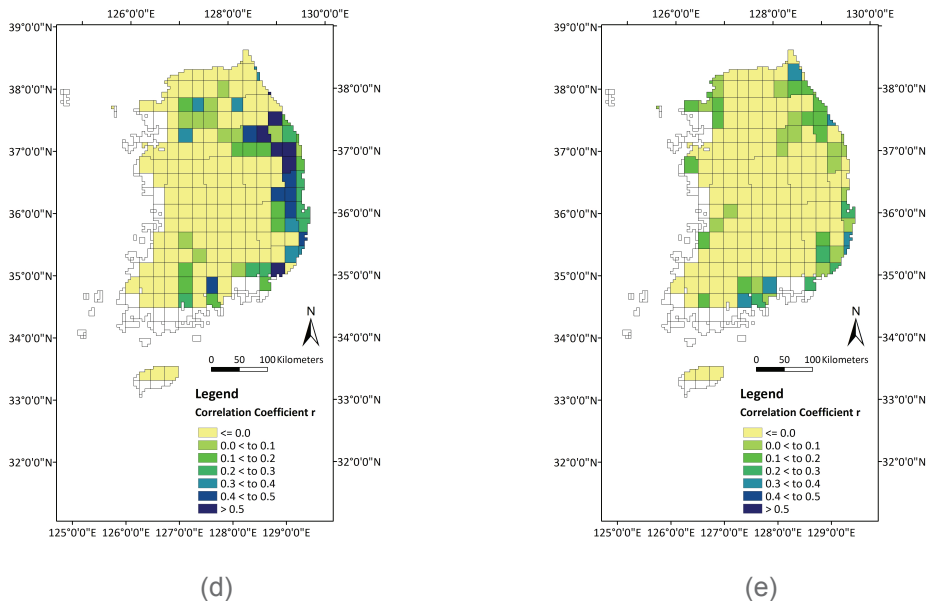 126°0'0"E 128°0'0"E 130°0'0"E
39°0'0"N
38°0'0"N 38°0'0"N
37°0'0"N 37°0'0"N
36°0'0"N 36°0'0"N
35°0'0"N 35°0'0"N
34°0'0"N 34°0'0"N
33°0'0"N 33°0'0"N
32°0'0"N 32°0'0"N
N
0 50 100 Kilometers
Legend
Correlation Coefficient r
<= 0.0
0.0 < to 0.1
0.1 < to 0.2
0.2 < to 0.3
0.3 < to 0.4
0.4 < to 0.5
> 0.5
125°0'0"E 126°0'0"E 127°0'0"E 128°0'0"E 129°0'0"E
(d)
126°0'0"E 128°0'0"E 130°0'0"E
39°0'0"N
38°0'0"N 38°0'0"N
37°0'0"N 37°0'0"N
36°0'0"N 36°0'0"N
35°0'0"N 35°0'0"N
34°0'0"N 34°0'0"N
33°0'0"N 33°0'0"N
32°0'0"N 32°0'0"N
N
0 50 100 Kilometers
Legend
Correlation Coefficient r
<= 0.0
0.0 < to 0.1
0.1 < to 0.2
0.2 < to 0.3
0.3 < to 0.4
0.4 < to 0.5
> 0.5
125°0'0"E 126°0'0"E 127°0'0"E 128°0'0"E 129°0'0"E
(e)